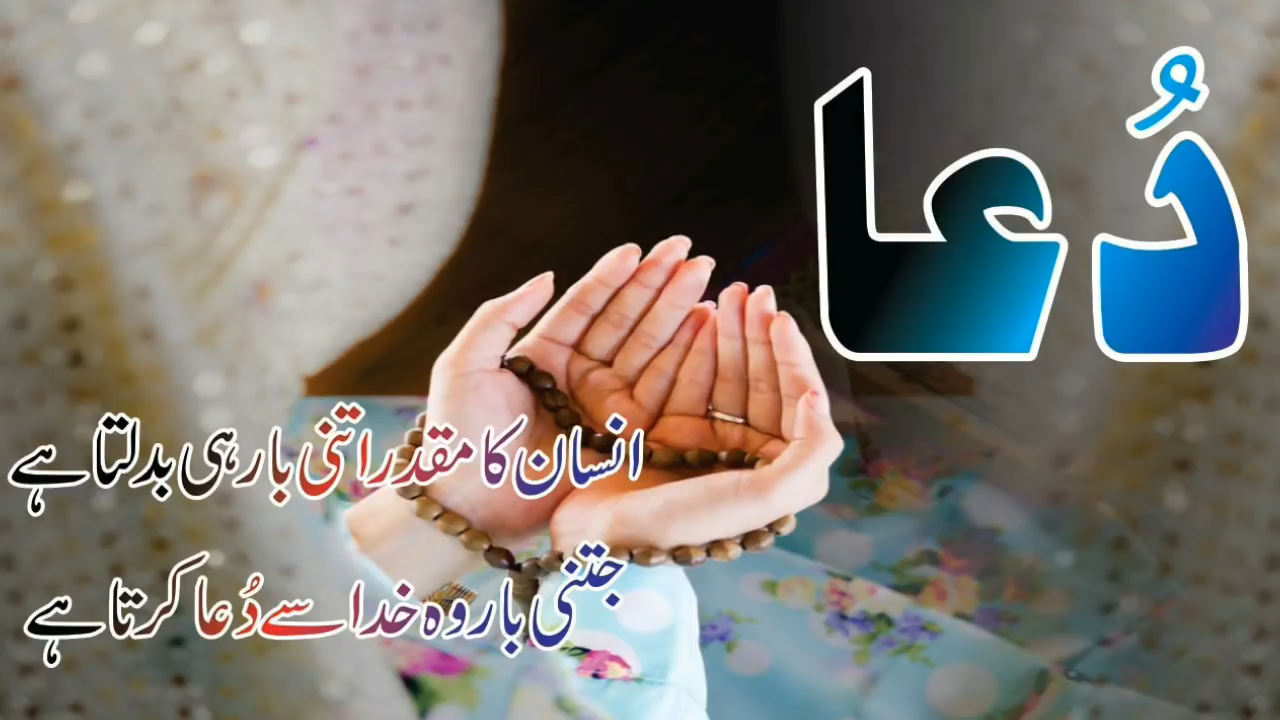 دُعا
انسان کا مقدر اتنی بار ہی بدلتا ہے
جتنی بار وہ خدا سے دُعا کرتا ہے